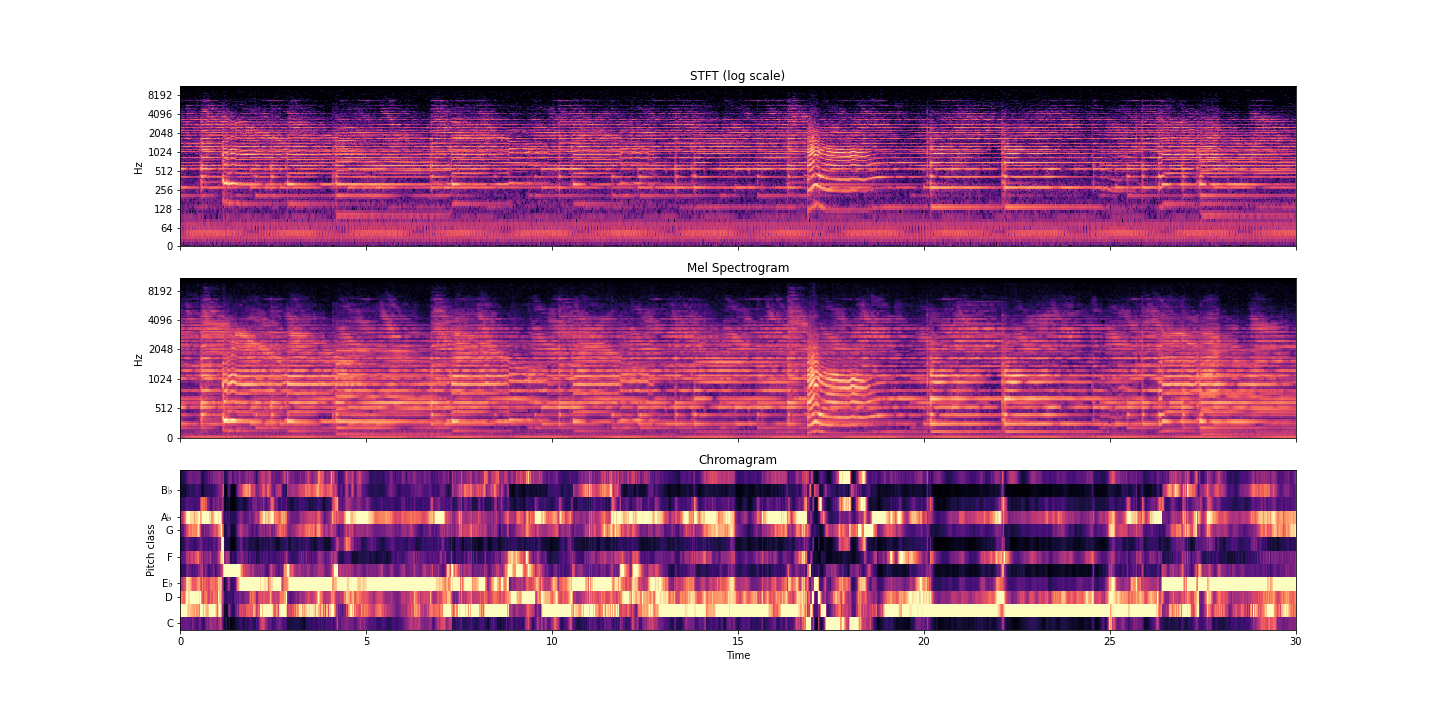 STFT (log scale)
8192
4096
2048
1024
512
256
128
64
0
Hz
Mel Spectrogram
8192
4096
2048
1024
512
0
Hz
Chromagram
B♭
A♭
G
F
E♭
D
C
Pitch class
0 5 10 15 20 25 30
Time